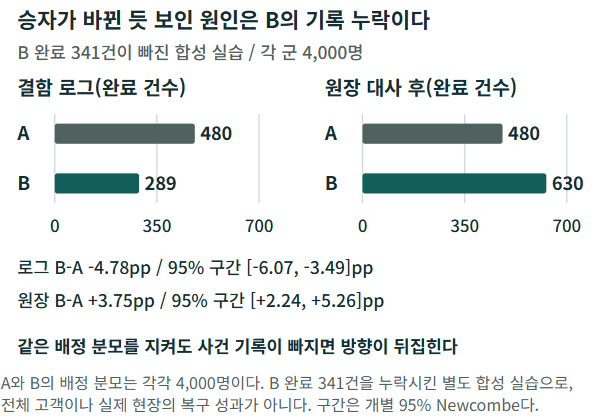 승자가 바뀐 듯 보인 원인은 B의 기록 누락이다
B 완료 341건이 빠진 합성 실습 / 각 군 4,000명
결함 로그(완료 건수)
A 480
B 289
0 350 700
원장 대사 후(완료 건수)
A 480
B 630
0 350 700
로그 B-A -4.78pp / 95% 구간 [-6.07, -3.49]pp
원장 B-A +3.75pp / 95% 구간 [+2.24, +5.26]pp
같은 배정 분모를 지켜도 사건 기록이 빠지면 방향이 뒤집힌다
A와 B의 배정 분모는 각각 4,000명이다. B 완료 341건을 누락시킨 별도 합성 실습으로,
전체 고객이나 실제 현장의 복구 성과가 아니다. 구간은 개별 95% Newcombe다.